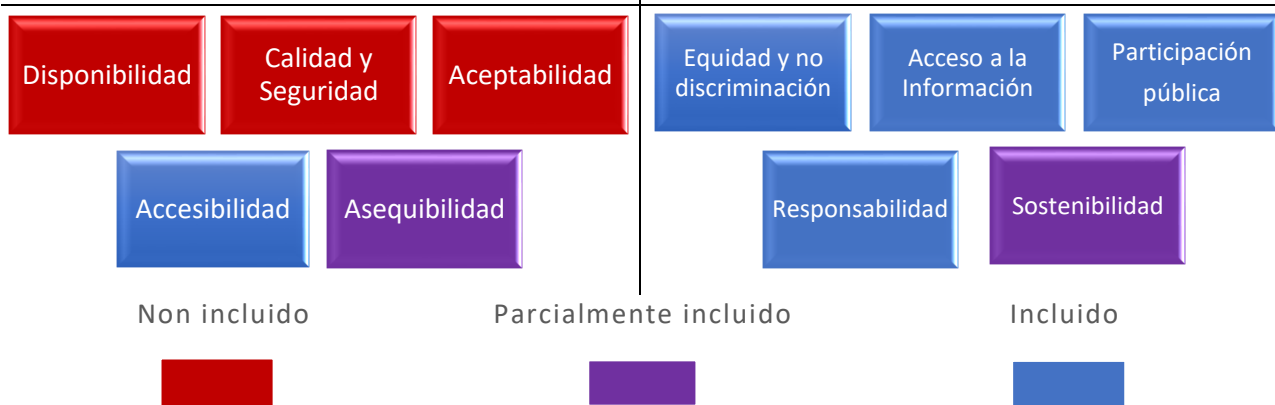 Disponibilidad
Calidad y
Seguridad
Aceptabilidad
Accesibilidad
Asequibilidad
Equidad y no
discriminación
Acceso a la
Información
Participación
pública
Responsabilidad
Sostenibilidad
Non incluido
Parcialmente incluido
Incluido